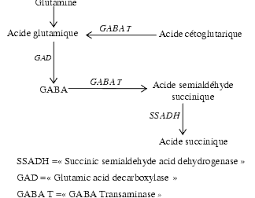 Glutamine
Acide glutamique GABA T Acide cétoglutarique
GAD
GABA GABA T Acide semialdéhyde
succinique
SSADH
Acide succinique
SSADH =« Succinic semialdehyde acid dehydrogenase »
GAD =« Glutamic acid decarboxylase »
GABA T =« GABA Transaminase »